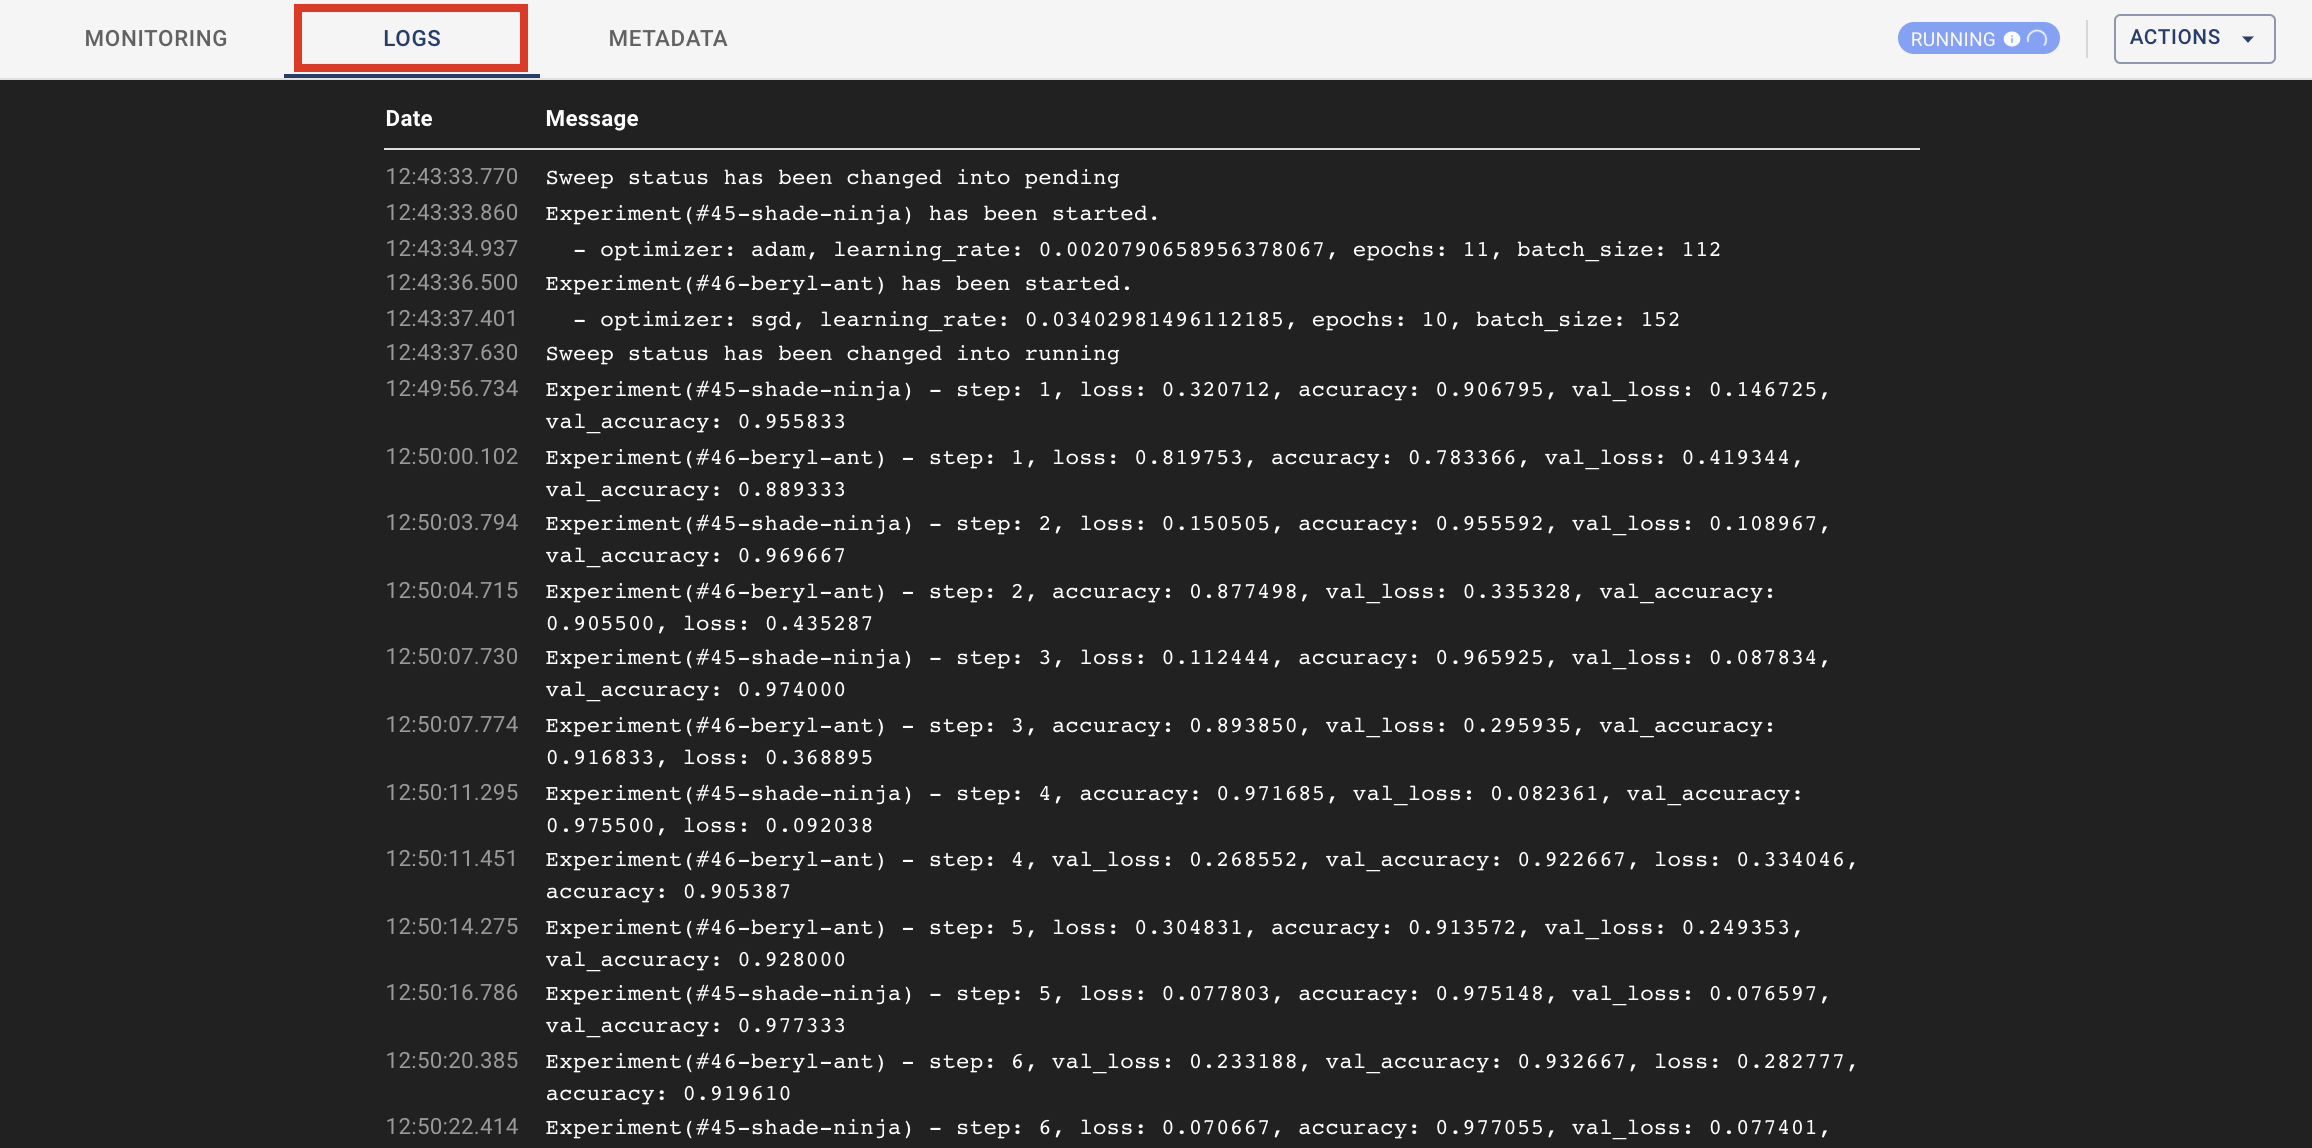 MONITORING LOGS METADATA RUNNING ACTIONS
Date Message
12:43:33.770 Sweep status has been changed into pending
12:43:33.860 Experiment(#45-shade-ninja) has been started.
12:43:34.937 - optimizer: adam, learning_rate: 0.0020790658956378067, epochs: 11, batch_size: 112
12:43:36.500 Experiment(#46-beryl-ant) has been started.
12:43:37.401 - optimizer: sgd, learning_rate: 0.03402981496112185, epochs: 10, batch_size: 152
12:43:37.630 Sweep status has been changed into running
12:49:56.734 Experiment(#45-shade-ninja) - step: 1, loss: 0.320712, accuracy: 0.906795, val_loss: 0.146725,
val_accuracy: 0.955833
12:50:00.102 Experiment(#46-beryl-ant) - step: 1, loss: 0.819753, accuracy: 0.783366, val_loss: 0.419344,
val_accuracy: 0.889333
12:50:03.794 Experiment(#45-shade-ninja) - step: 2, loss: 0.150505, accuracy: 0.955592, val_loss: 0.108967,
val_accuracy: 0.969667
12:50:04.715 Experiment(#46-beryl-ant) - step: 2, accuracy: 0.877498, val_loss: 0.335328, val_accuracy:
0.905500, loss: 0.435287
12:50:07.730 Experiment(#45-shade-ninja) - step: 3, loss: 0.112444, accuracy: 0.965925, val_loss: 0.087834,
val_accuracy: 0.974000
12:50:07.774 Experiment(#46-beryl-ant) - step: 3, accuracy: 0.893850, val_loss: 0.295935, val_accuracy:
0.916833, loss: 0.368895
12:50:11.295 Experiment(#45-shade-ninja) - step: 4, accuracy: 0.971685, val_loss: 0.082361, val_accuracy:
0.975500, loss: 0.092038
12:50:11.451 Experiment(#46-beryl-ant) - step: 4, val_loss: 0.268552, val_accuracy: 0.922667, loss: 0.334046,
accuracy: 0.905387
12:50:14.275 Experiment(#46-beryl-ant) - step: 5, loss: 0.304831, accuracy: 0.913572, val_loss: 0.249353,
val_accuracy: 0.928000
12:50:16.786 Experiment(#45-shade-ninja) - step: 5, loss: 0.077803, accuracy: 0.975148, val_loss: 0.076597,
val_accuracy: 0.977333
12:50:20.385 Experiment(#46-beryl-ant) - step: 6, val_loss: 0.233188, val_accuracy: 0.932667, loss: 0.282777,
accuracy: 0.919610
12:50:22.414 Experiment(#45-shade-ninja) - step: 6, loss: 0.070667, accuracy: 0.977055, val_loss: 0.077401,